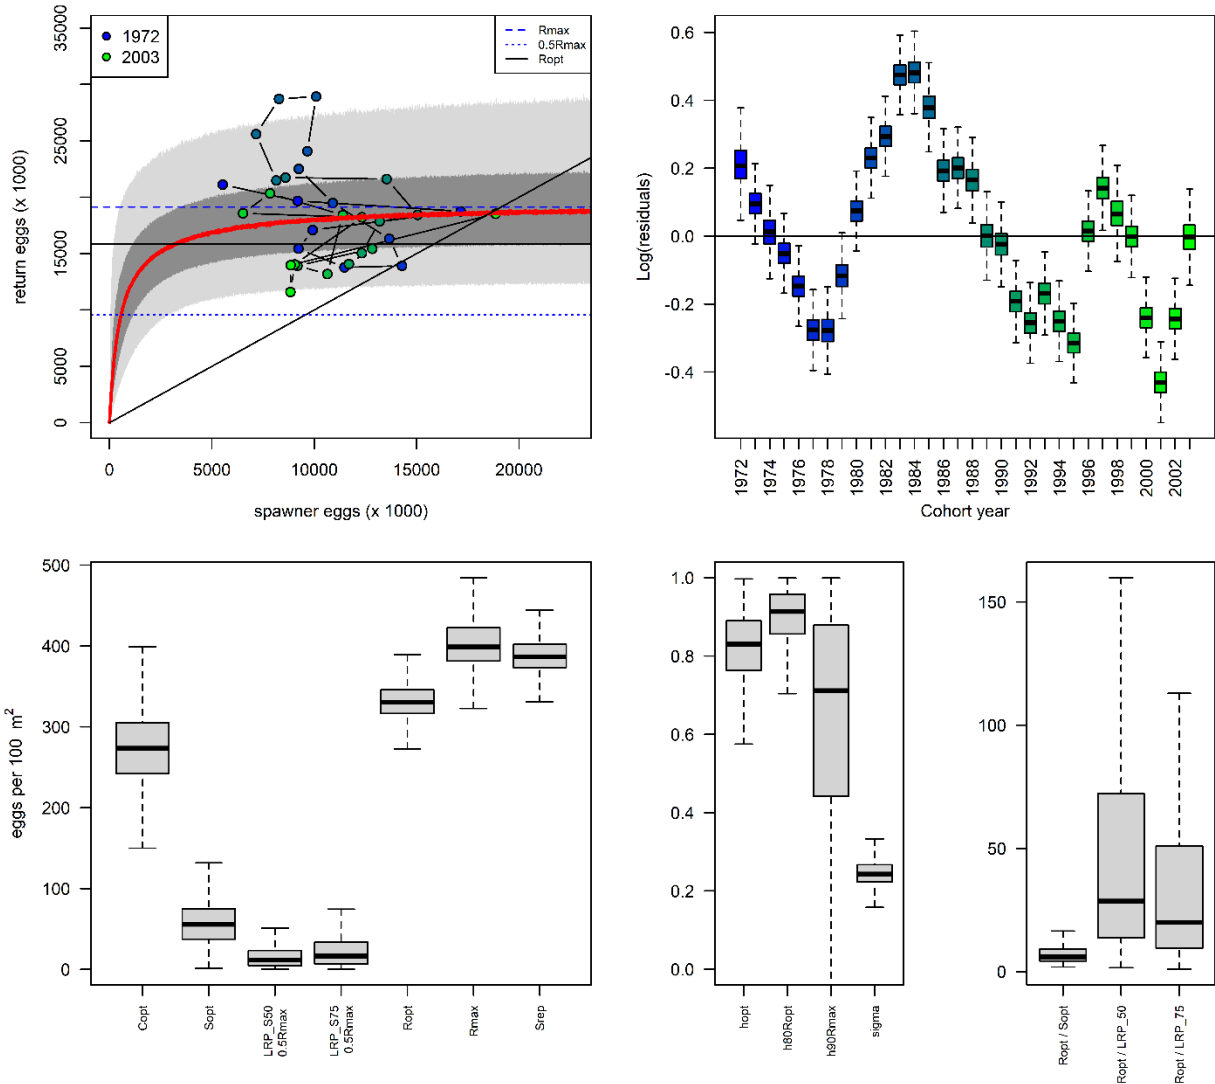 1972
2003
Rmax
0.5Rmax
Ropt
return eggs (x 1000)
0
5000
15000
25000
35000
0
5000
10000
15000
20000
spawner eggs (x 1000)
Log(residuals)
0.6
0.4
0.2
0.0
-0.2
-0.4
1972
1974
1976
1978
1980
1982
1984
1986
1988
1990
1992
1994
1996
1998
2000
2002
Cohort year
eggs per 100 m²
500
400
300
200
100
0
Copt
Sopt
LRP_S50
0.5Rmax
LRP_S75
0.5Rmax
Ropt
Rmax
Srep
1.0
0.8
0.6
0.4
0.2
0.0
hopt
h80Ropt
h90Rmax
sigma
150
100
50
0
Ropt / Sopt
Ropt / LRP_50
Ropt / LRP_75